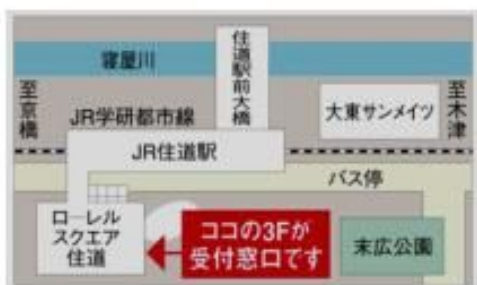 寝屋川
住道駅前大橋
至京橋
JR学研都市線
大東サンメイツ
至木津
JR住道駅
バス停
ローレル
スクエア
住道
ココの3Fが
受付窓口です
末広公園